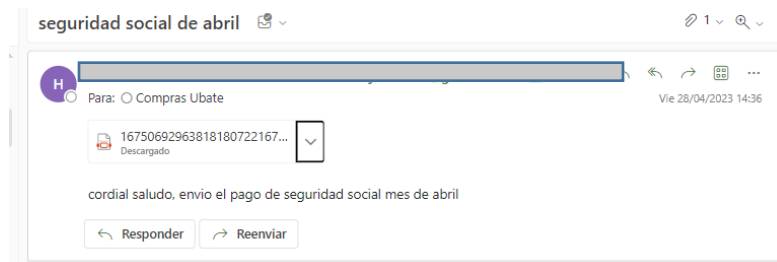 seguridad social de abril
1
H
Para: Compras Ubate
Vie 28/04/2023 14:36
16750692963818180722167...
Descargado
cordial saludo, envio el pago de seguridad social mes de abril
Responder
Reenviar